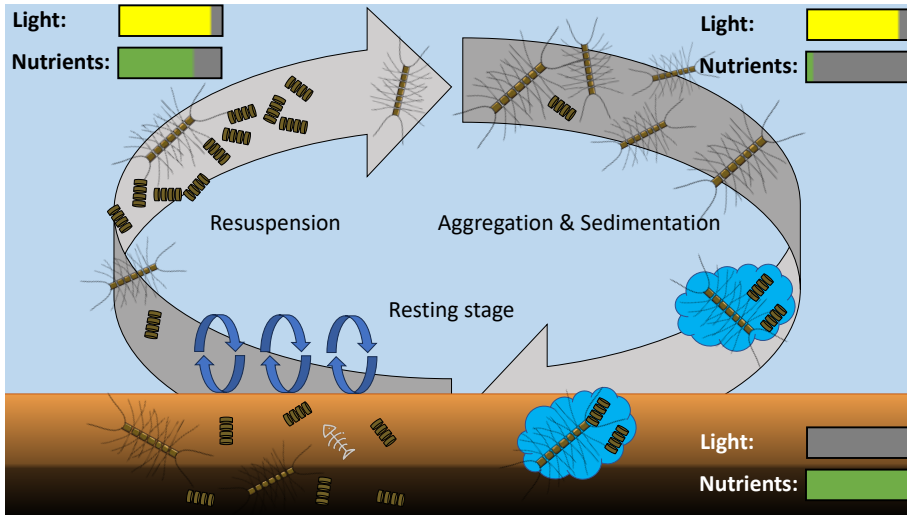 Light:
Nutrients:
Light:
Nutrients:
Resuspension
Aggregation & Sedimentation
Resting stage
Light:
Nutrients: